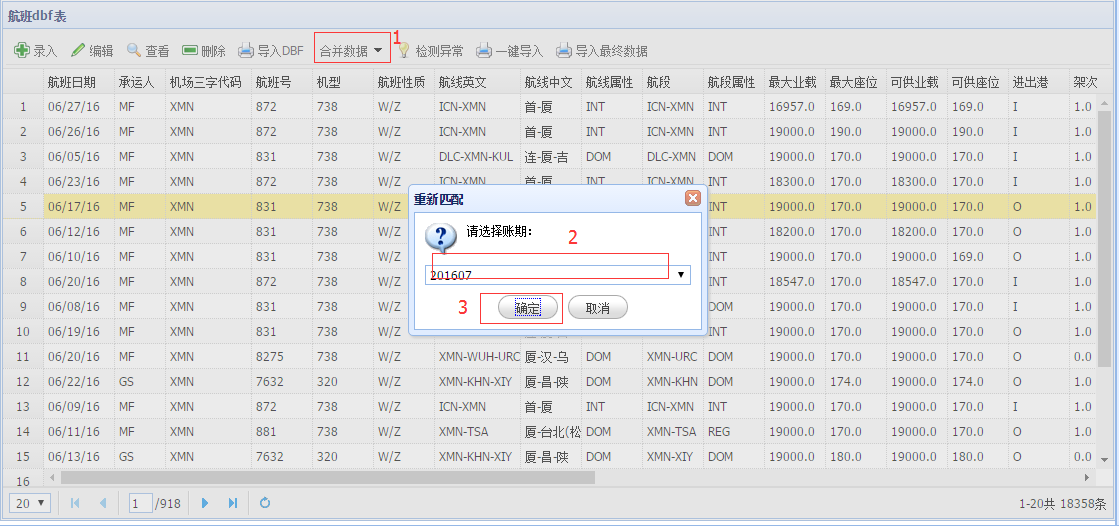 航班dbf表
录入 编辑 查看 删除 导入DBF 合并数据 1 检测异常 一键导入 导入最终数据
航班日期 承运人 机场三字代码 航班号 机型 航班性质 航线英文 航线中文 航线属性 航段 航段属性 最大业载 最大座位 可供业载 可供座位 进出港 架次
1 06/27/16 MF XMN 872 738 W/Z ICN-XMN 首-厦 INT ICN-XMN INT 16957.0 169.0 16957.0 169.0 I 1.0
2 06/26/16 MF XMN 872 738 W/Z ICN-XMN 首-厦 INT ICN-XMN INT 19000.0 190.0 19000.0 190.0 I 1.0
3 06/05/16 MF XMN 831 738 W/Z DLC-XMN-KUL 连-厦-吉 DOM DLC-XMN DOM 19000.0 170.0 19000.0 170.0 I 1.0
4 06/23/16 MF XMN 872 738 W/Z ICN-XMN 首-厦 INT ICN-XMN INT 18300.0 170.0 18300.0 170.0 I 1.0
5 06/17/16 MF XMN 831 738 W/Z INT 19000.0 170.0 19000.0 170.0 O 1.0
6 06/12/16 MF XMN 831 738 W/Z INT 18200.0 170.0 18200.0 170.0 O 1.0
7 06/10/16 MF XMN 831 738 W/Z INT 19000.0 169.0 19000.0 169.0 O 1.0
8 06/20/16 MF XMN 872 738 W/Z INT 18547.0 170.0 18547.0 170.0 I 1.0
9 06/08/16 MF XMN 831 738 W/Z DOM 19000.0 170.0 19000.0 170.0 I 1.0
10 06/19/16 MF XMN 831 738 W/Z INT 19000.0 170.0 19000.0 170.0 O 1.0
11 06/20/16 MF XMN 8275 738 W/Z XMN-WUH-URC 厦-汉-乌 DOM XMN-URC DOM 19000.0 170.0 19000.0 170.0 O 0.0
12 06/22/16 GS XMN 7632 320 W/Z XMN-KHN-XIY 厦-昌-陕 DOM XMN-KHN DOM 19000.0 174.0 19000.0 174.0 O 1.0
13 06/09/16 MF XMN 872 738 W/Z ICN-XMN 首-厦 INT ICN-XMN INT 19000.0 170.0 19000.0 170.0 I 1.0
14 06/11/16 MF XMN 881 738 W/Z XMN-TSA 厦-台北(松 DOM XMN-TSA REG 19000.0 170.0 19000.0 170.0 O 1.0
15 06/13/16 GS XMN 7632 320 W/Z XMN-KHN-XIY 厦-昌-陕 DOM XMN-XIY DOM 19000.0 180.0 19000.0 180.0 O 0.0
16
重新匹配
请选择账期：
2
201607
3 确定 取消
20 1 /918 1-20共 18358条